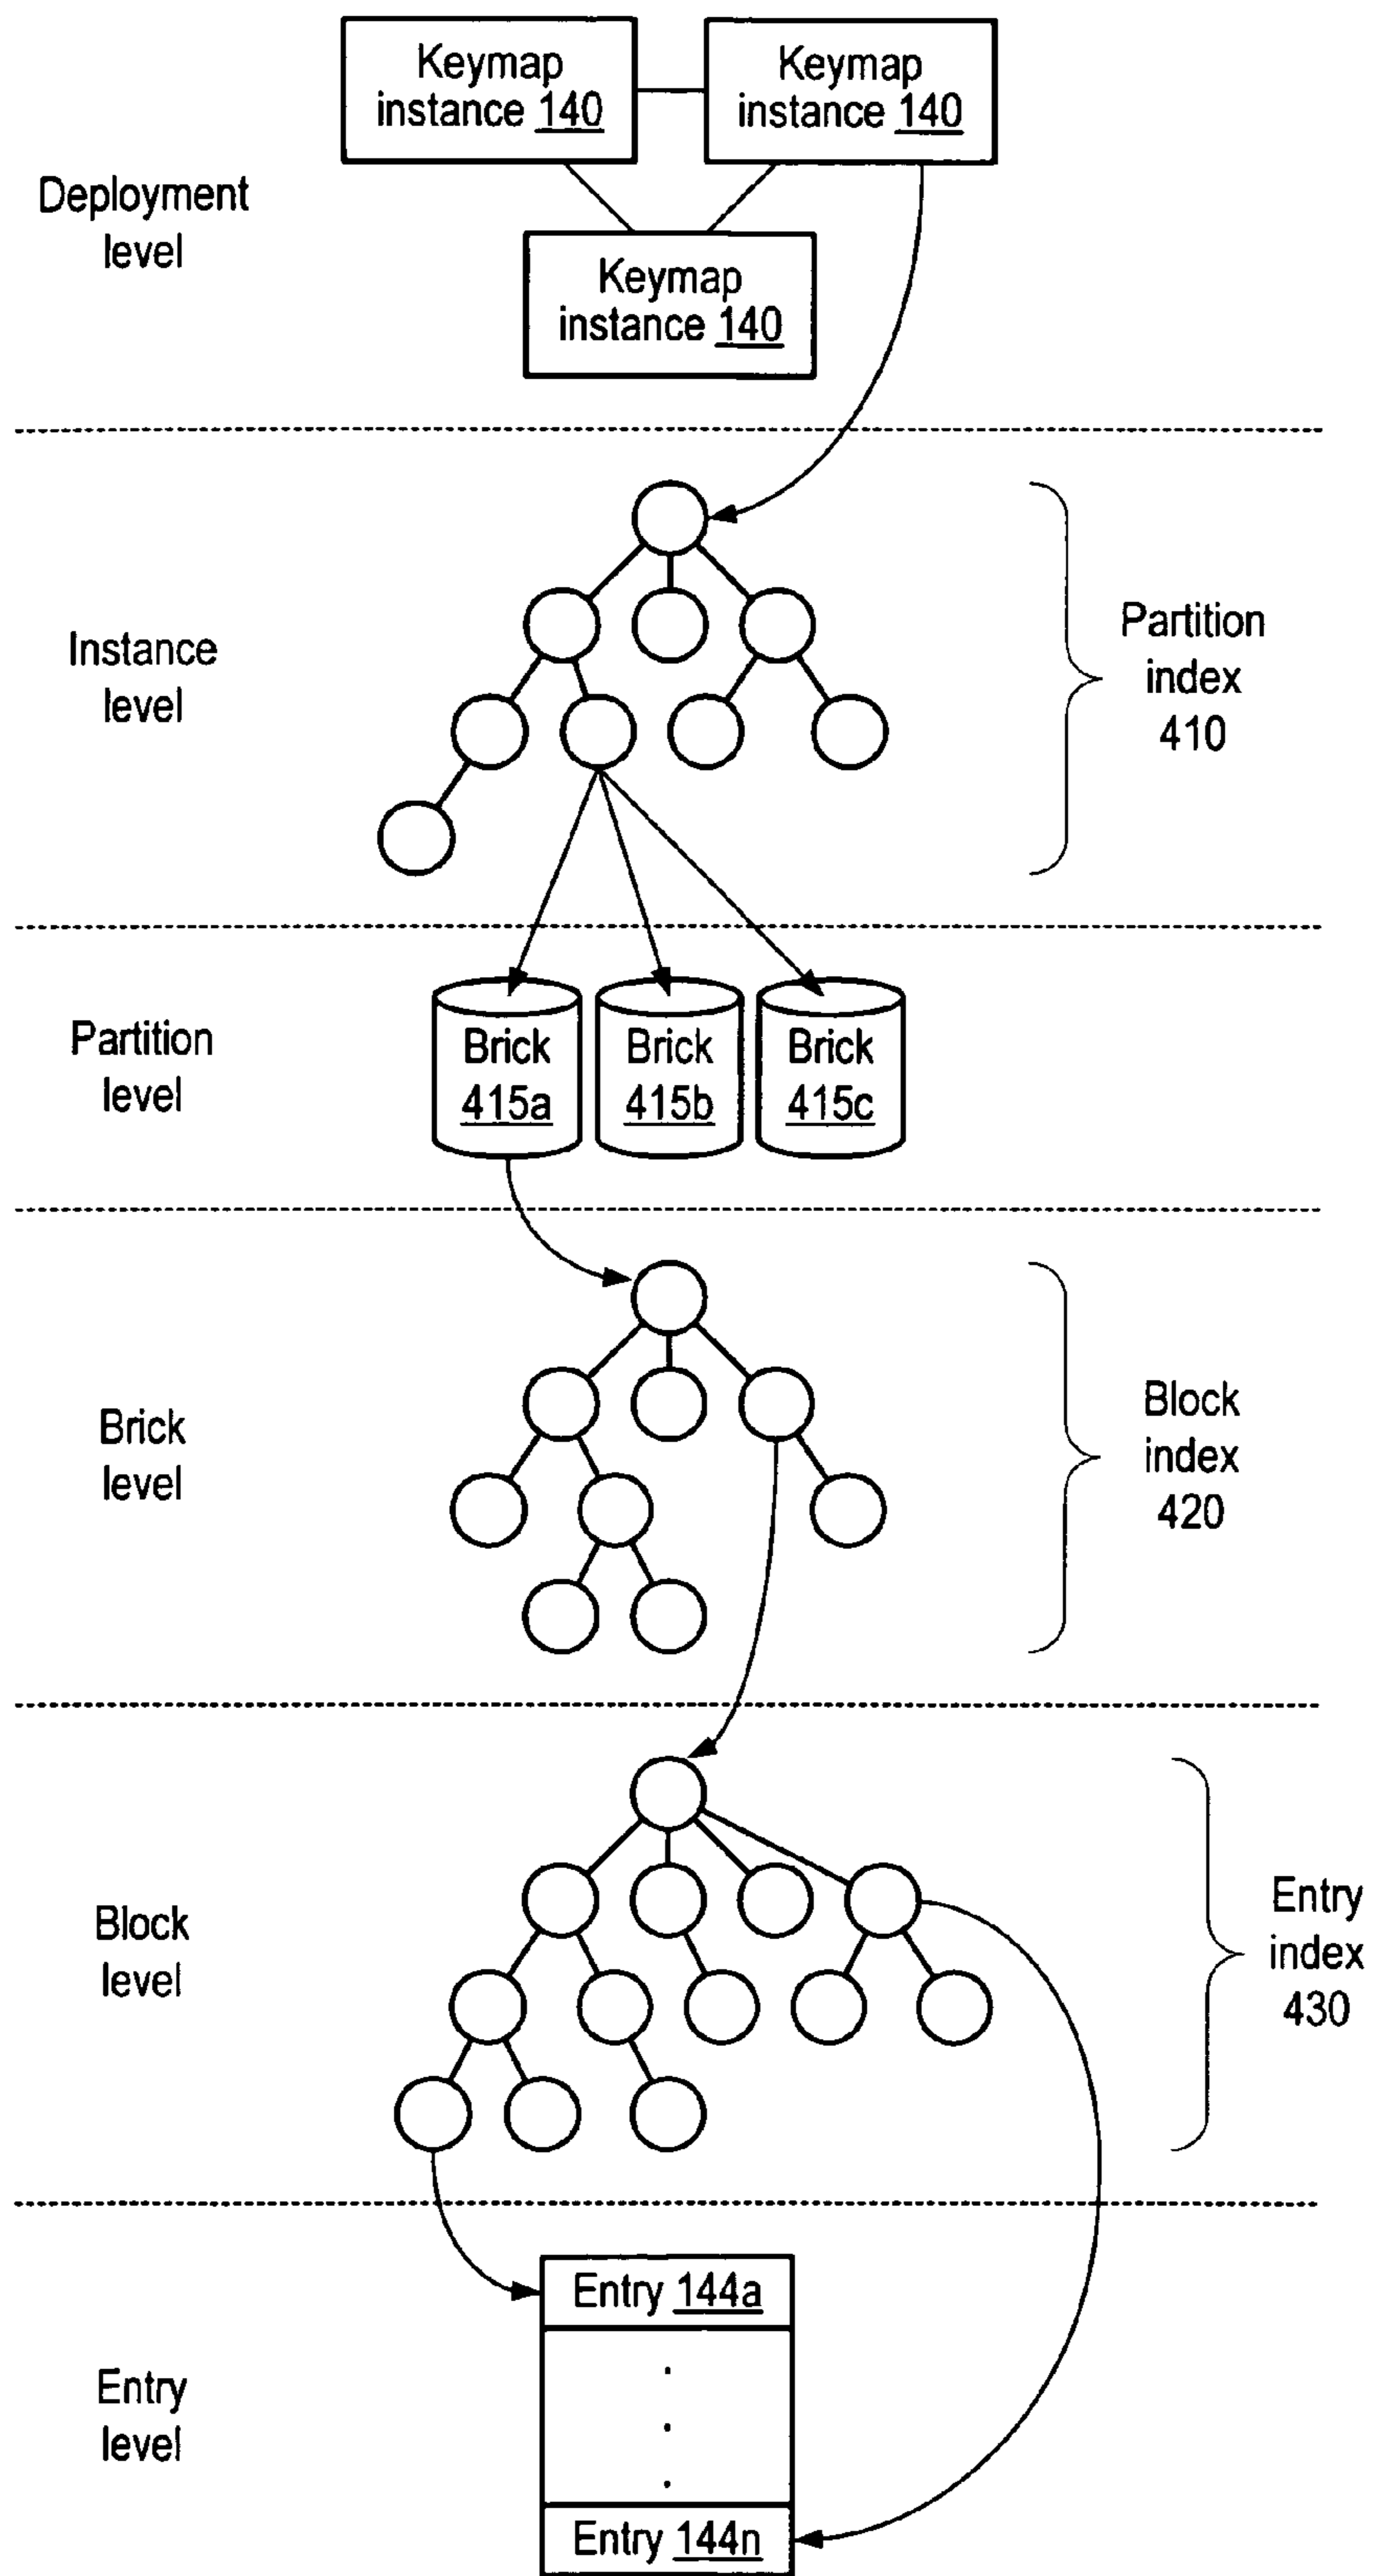 Keymap
instance 140
Keymap
instance 140
Deployment
level
Keymap
instance 140
Instance
level
Partition
index
410
Partition
level
Brick
415a
Brick
415b
Brick
415c
Brick
level
Block
index
420
Block
level
Entry
index
430
Entry
level
Entry 144a
.
.
.
Entry 144n